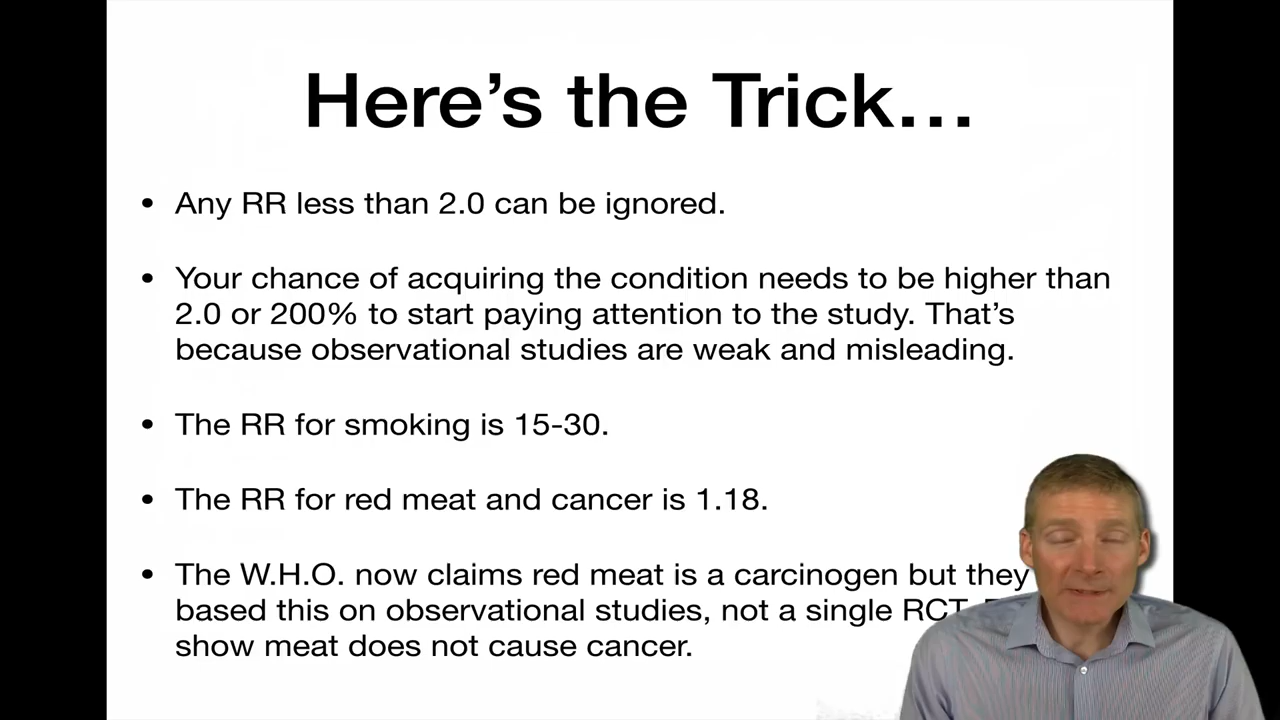 Here's the Trick...
• Any RR less than 2.0 can be ignored.
• Your chance of acquiring the condition needs to be higher than
2.0 or 200% to start paying attention to the study. That's
because observational studies are weak and misleading.
• The RR for smoking is 15-30.
• The RR for red meat and cancer is 1.18.
• The W.H.O. now claims red meat is a carcinogen but they
based this on observational studies, not a single RCT.
show meat does not cause cancer.